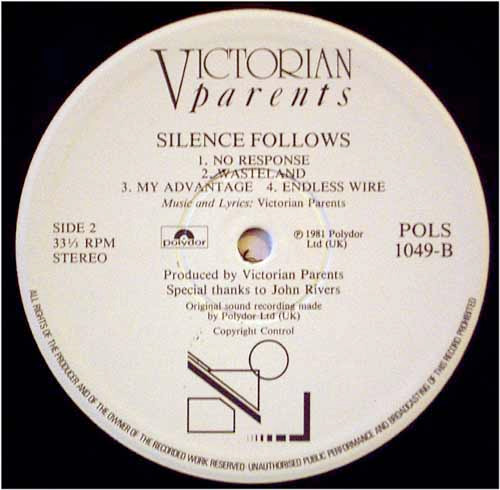 VICTORIAN
parents
SILENCE FOLLOWS
1. NO RESPONSE
2. WASTELAND
3. MY ADVANTAGE 4. ENDLESS WIRE
Music and Lyrics: Victorian Parents
SIDE 2
33⅓ RPM
STEREO
polydor
℗ 1981 Polydor
Ltd (UK)
POLS
1049-B
Produced by Victorian Parents
Special thanks to John Rivers
Original sound recording made
by Polydor Ltd (UK)
Copyright Control
ALL RIGHTS OF THE PRODUCER AND OF THE OWNER OF THE RECORDED WORK RESERVED UNAUTHORISED PUBLIC PERFORMANCE AND BROADCASTING OF THIS RECORD PROHIBITED